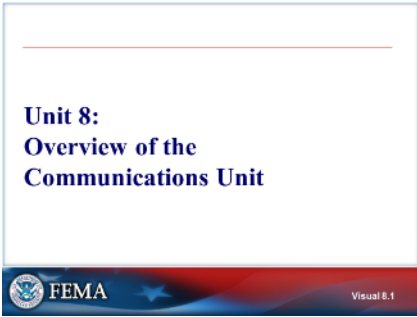 Unit 8:
Overview of the
Communications Unit
FEMA
Visual 8.1